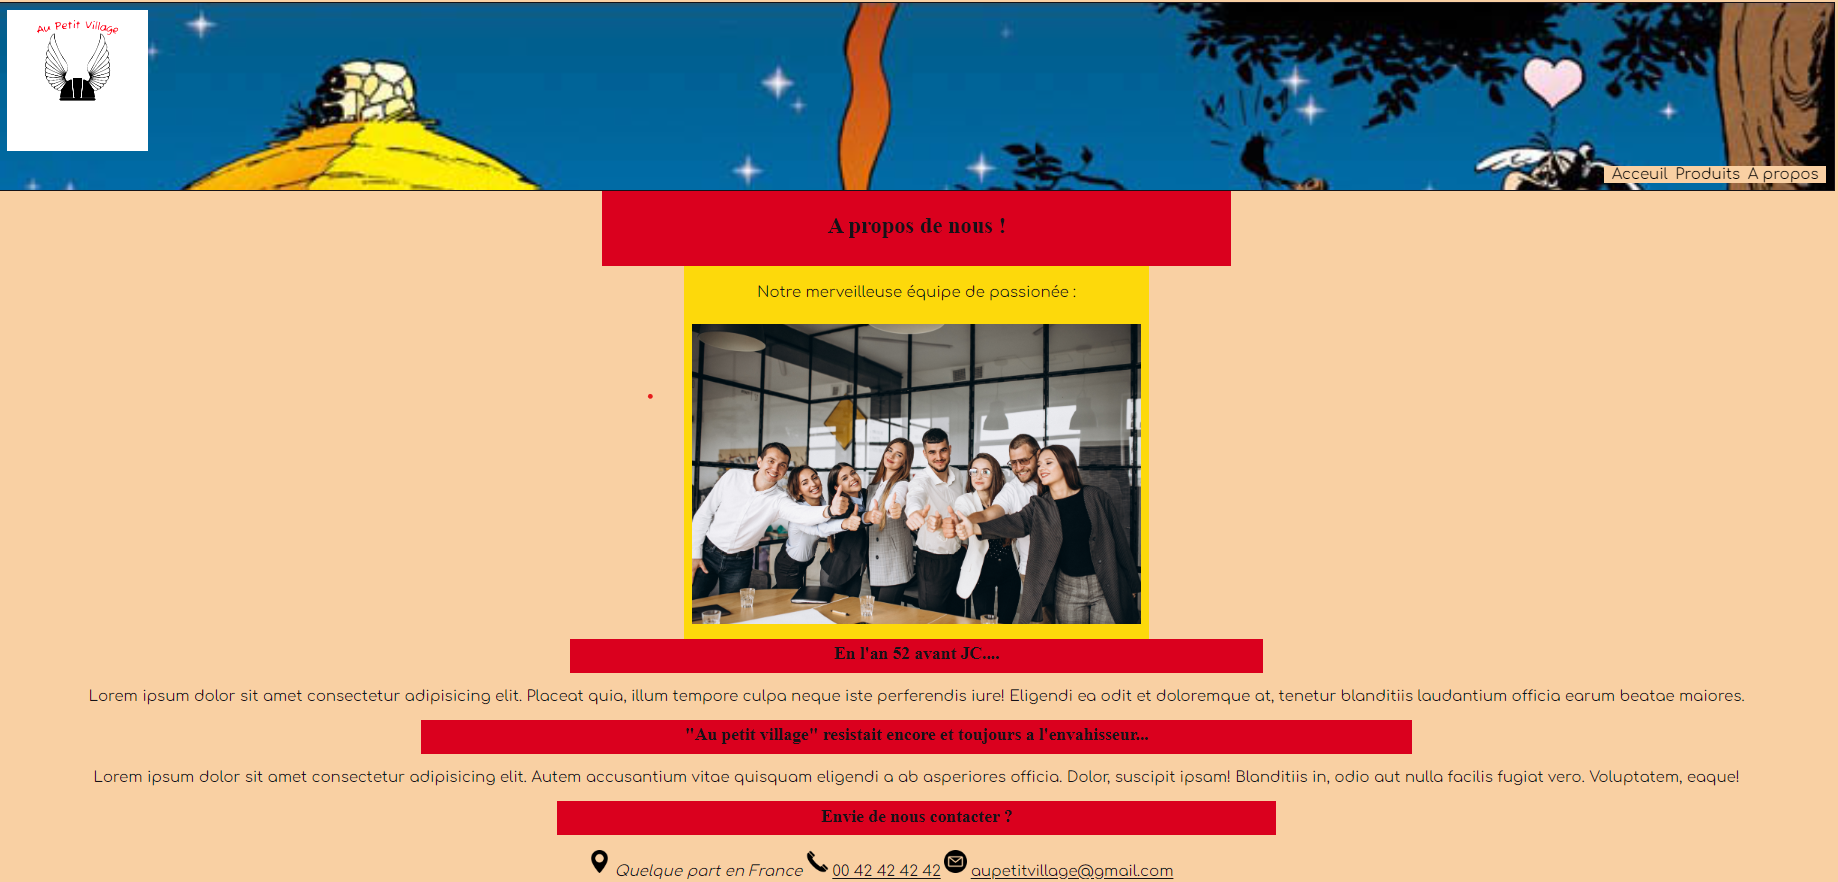 Au Petit Village
Acceuil Produits A propos
A propos de nous !
Notre merveilleuse équipe de passionée :
En l'an 52 avant JC....
Lorem ipsum dolor sit amet consectetur adipisicing elit. Placeat quia, illum tempore culpa neque iste perferendis iure! Eligendi ea odit et doloremque at, tenetur blanditiis laudantium officia earum beatae maiores.
"Au petit village" resistait encore et toujours a l'envahisseur...
Lorem ipsum dolor sit amet consectetur adipisicing elit. Autem accusantium vitae quisquam eligendi a ab asperiores officia. Dolor, suscipit ipsam! Blanditiis in, odio aut nulla facilis fugiat vero. Voluptatem, eaque!
Envie de nous contacter ?
Quelque part en France 00 42 42 42 42 aupetitvillage@gmail.com